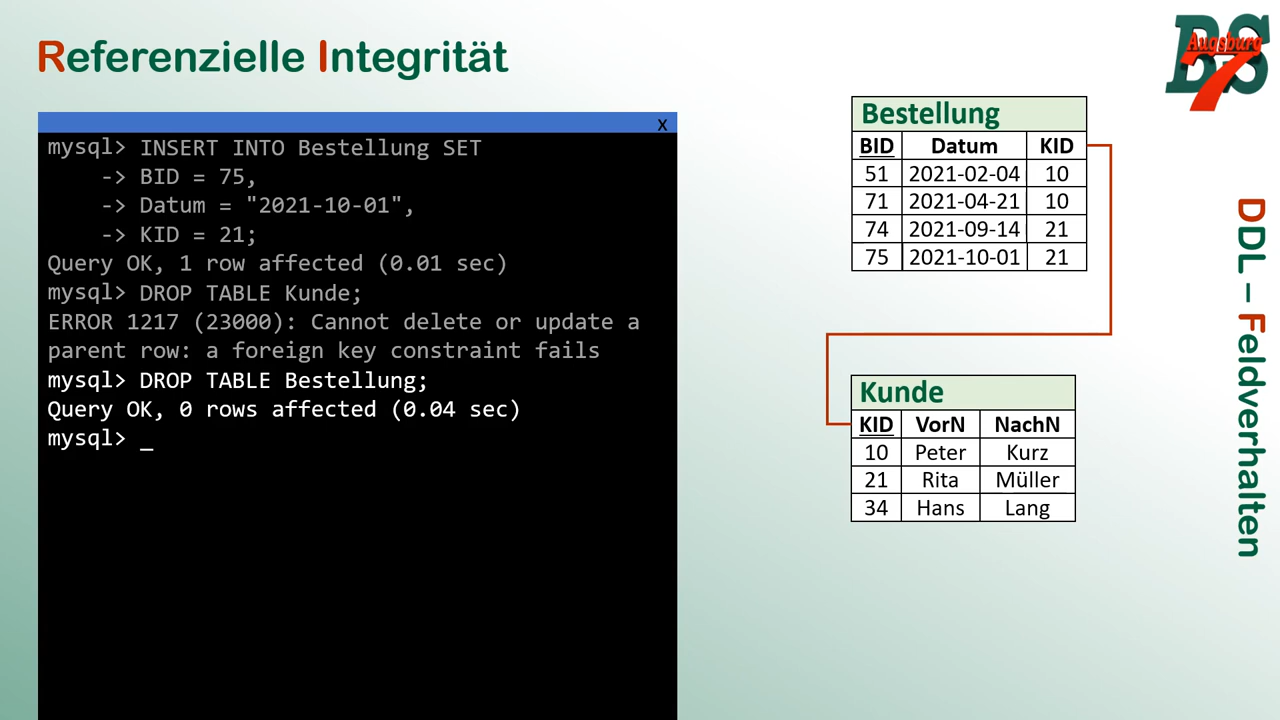 Referenzielle Integrität
x
mysql> INSERT INTO Bestellung SET
-> BID = 75,
-> Datum = "2021-10-01",
-> KID = 21;
Query OK, 1 row affected (0.01 sec)
mysql> DROP TABLE Kunde;
ERROR 1217 (23000): Cannot delete or update a
parent row: a foreign key constraint fails
mysql> DROP TABLE Bestellung;
Query OK, 0 rows affected (0.04 sec)
mysql> _
Bestellung
BID Datum KID
51 2021-02-04 10
71 2021-04-21 10
74 2021-09-14 21
75 2021-10-01 21
Kunde
KID VorN NachN
10 Peter Kurz
21 Rita Müller
34 Hans Lang
BS
Augsburg
7
DDL – Feldverhalten